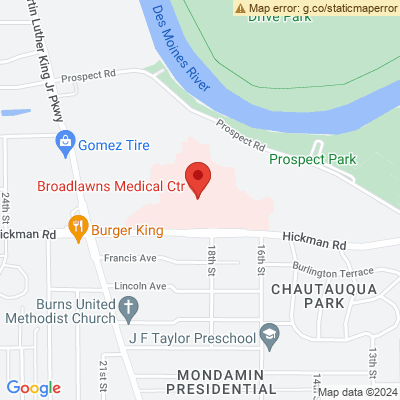 Map error: g.co/staticmaperror
Drive Park
Des Moines River
rtin Luther King Jr Pkwy
Prospect Rd
Prospect Rd
Gomez Tire
Prospect Park
Broadlawns Medical Ctr
24th St
Burger King
Hickman Rd
Hickman Rd
Francis Ave
18th St
16th St
Burlington Terrace
Lincoln Ave
CHAUTAUQUA
PARK
Burns United
Methodist Church
J F Taylor Preschool
21st St
MONDAMIN
PRESIDENTIAL
14th
13th St
Google
Map data ©2024